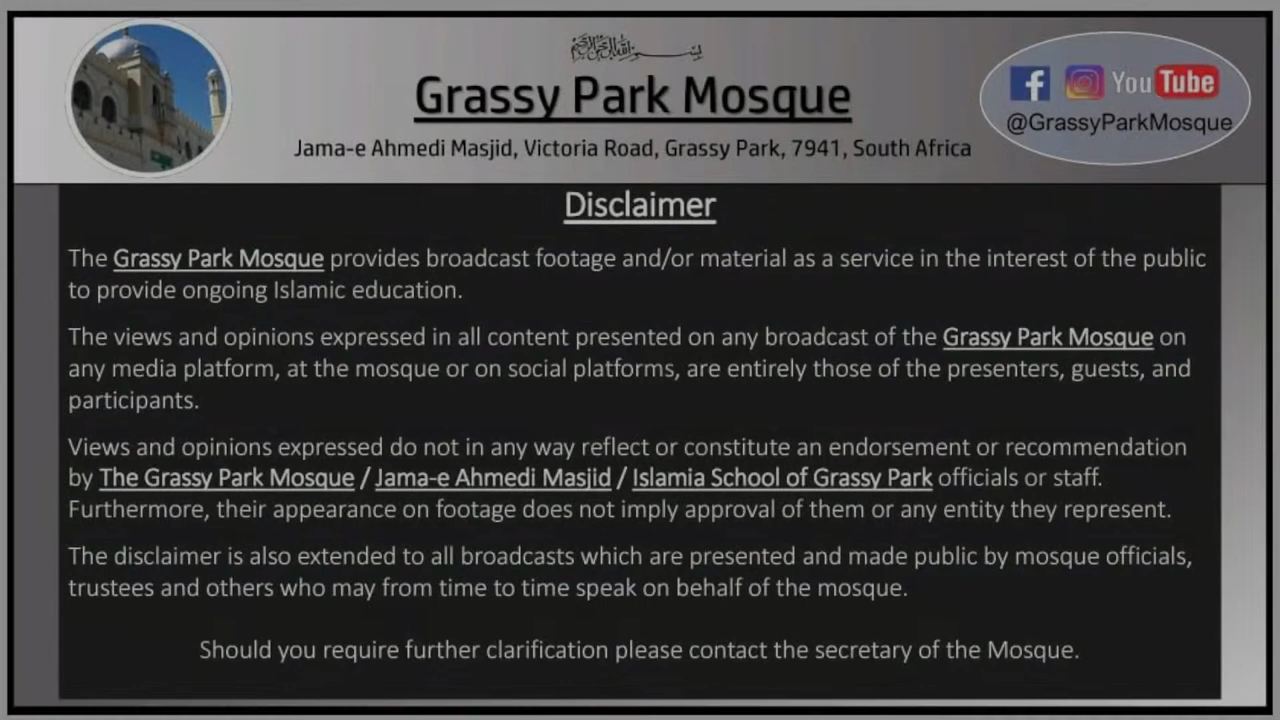 بسم الله الرحمن الرحيم
Grassy Park Mosque
Jama-e Ahmedi Masjid, Victoria Road, Grassy Park, 7941, South Africa
YouTube
@GrassyParkMosque
Disclaimer
The Grassy Park Mosque provides broadcast footage and/or material as a service in the interest of the public
to provide ongoing Islamic education.
The views and opinions expressed in all content presented on any broadcast of the Grassy Park Mosque on
any media platform, at the mosque or on social platforms, are entirely those of the presenters, guests, and
participants.
Views and opinions expressed do not in any way reflect or constitute an endorsement or recommendation
by The Grassy Park Mosque / Jama-e Ahmedi Masjid / Islamia School of Grassy Park officials or staff.
Furthermore, their appearance on footage does not imply approval of them or any entity they represent.
The disclaimer is also extended to all broadcasts which are presented and made public by mosque officials,
trustees and others who may from time to time speak on behalf of the mosque.
Should you require further clarification please contact the secretary of the Mosque.